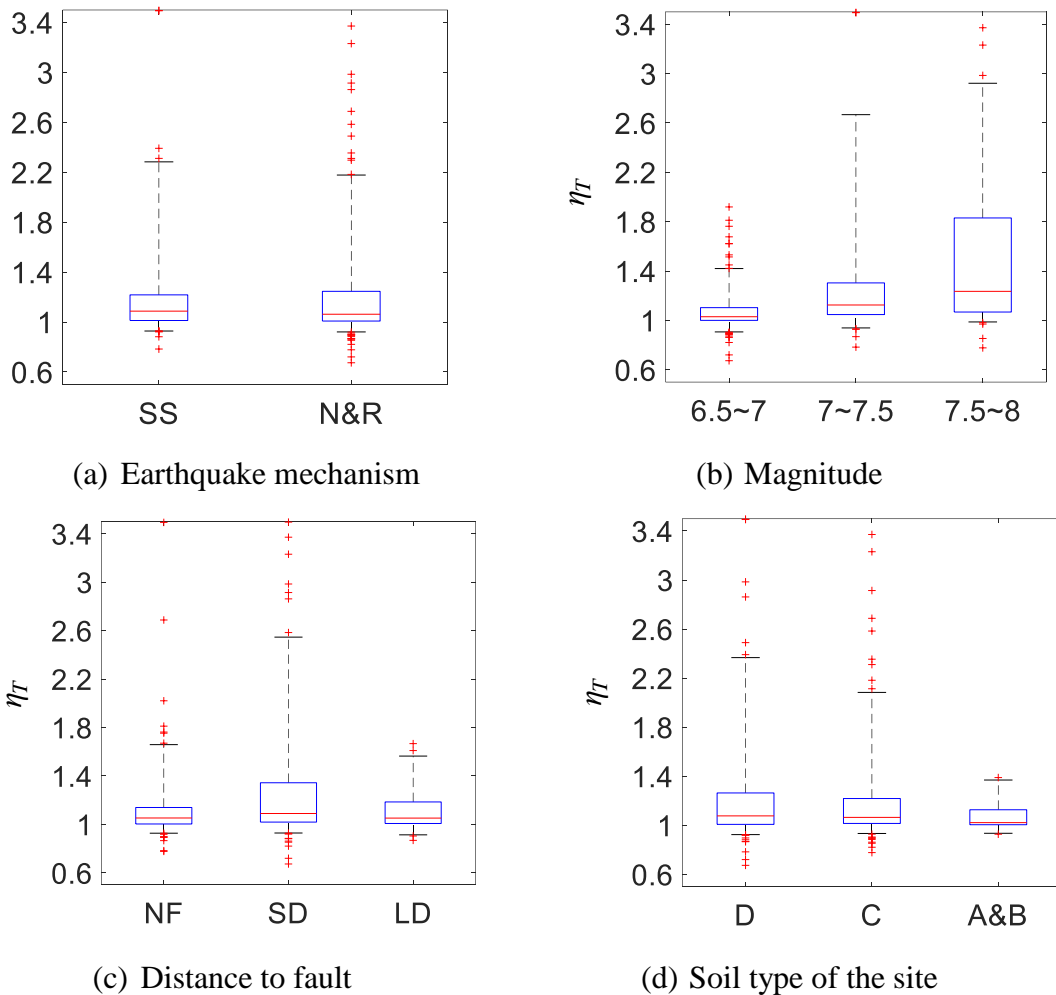 3.4
3
2.6
2.2
1.8
1.4
1
0.6
SS N&R
(a) Earthquake mechanism
3.4
3
2.6
2.2
1.8
1.4
1
0.6
η_T
6.5~7 7~7.5 7.5~8
(b) Magnitude
3.4
3
2.6
2.2
1.8
1.4
1
0.6
η_T
NF SD LD
(c) Distance to fault
3.4
3
2.6
2.2
1.8
1.4
1
0.6
η_T
D C A&B
(d) Soil type of the site